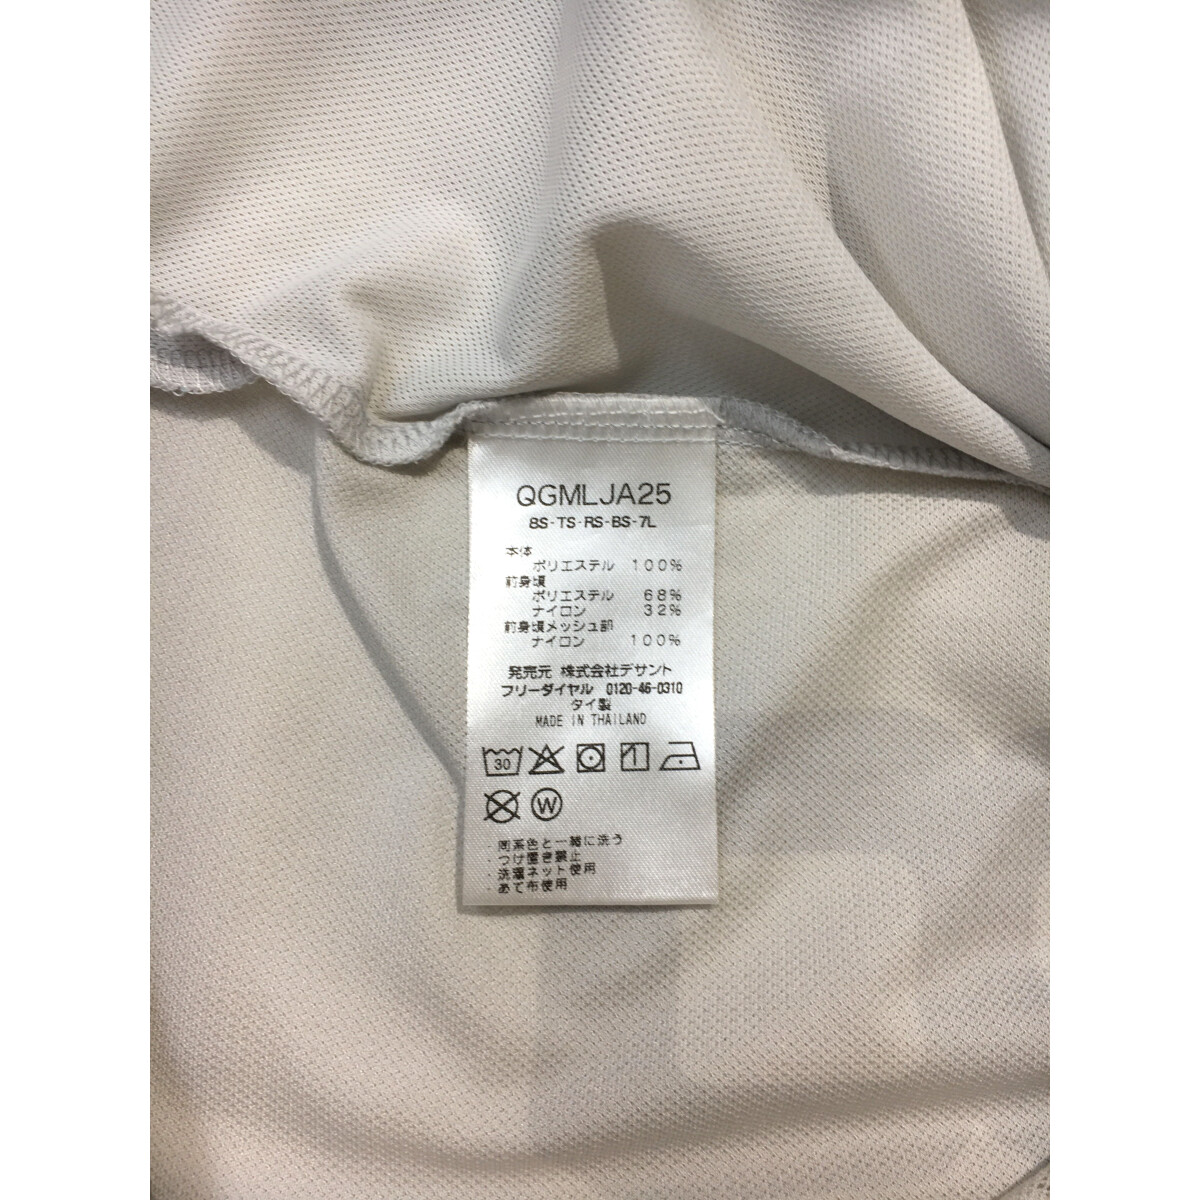 QGMLJA25
8S-TS-RS-BS-7L
本体
ポリエステル 100%
前身頃
ポリエステル 68%
ナイロン 32%
前身頃メッシュ部
ナイロン 100%
発売元 株式会社デサント
フリーダイヤル 0120-46-0310
タイ製
MADE IN THAILAND
30
W
・同系色と一緒に洗う
・つけ置き禁止
・洗濯ネット使用
・あて布使用